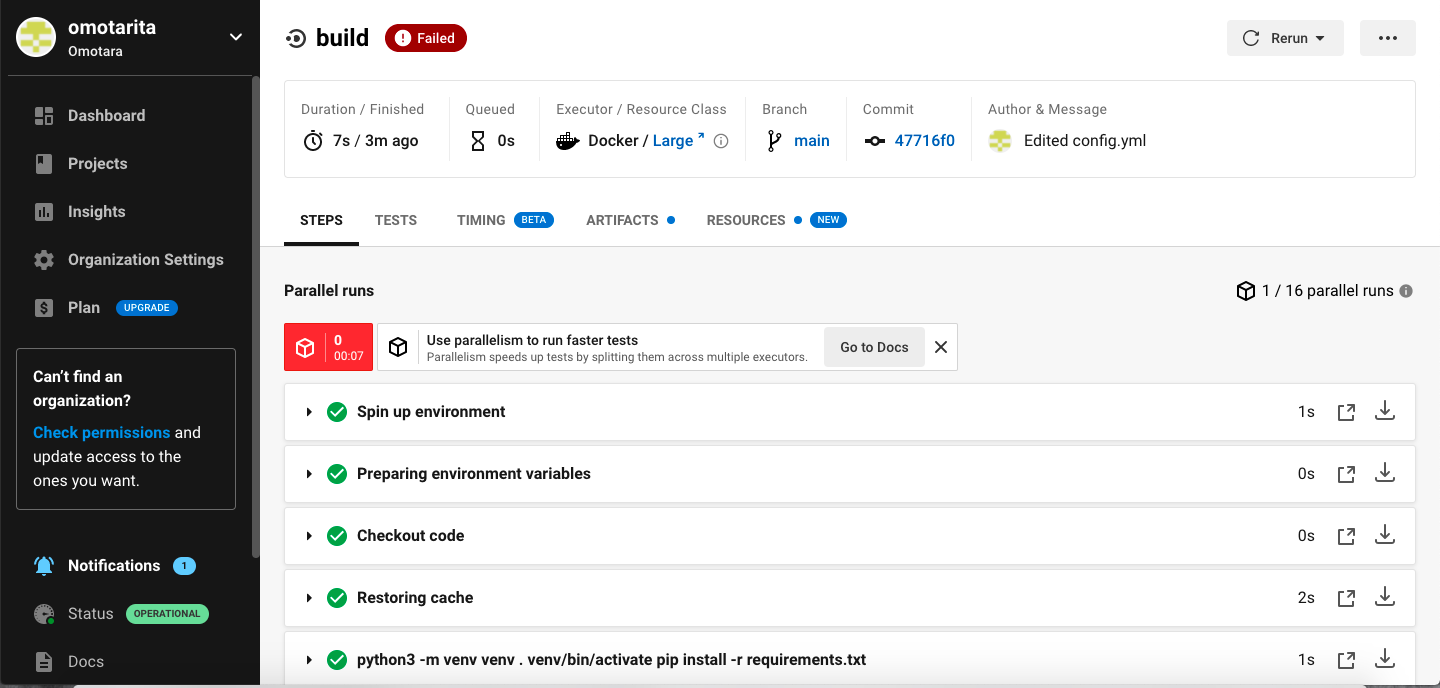 omotarita
Omotara
Dashboard
Projects
Insights
Organization Settings
Plan UPGRADE
Can't find an
organization?
Check permissions and
update access to the
ones you want.
Notifications 1
Status OPERATIONAL
Docs
build Failed
Rerun
Duration / Finished Queued Executor / Resource Class Branch Commit Author & Message
7s / 3m ago 0s Docker / Large main 47716f0 Edited config.yml
STEPS TESTS TIMING BETA ARTIFACTS RESOURCES NEW
Parallel runs 1 / 16 parallel runs
0
00:07
Use parallelism to run faster tests
Parallelism speeds up tests by splitting them across multiple executors.
Go to Docs
Spin up environment 1s
Preparing environment variables 0s
Checkout code 0s
Restoring cache 2s
python3 -m venv venv . venv/bin/activate pip install -r requirements.txt 1s